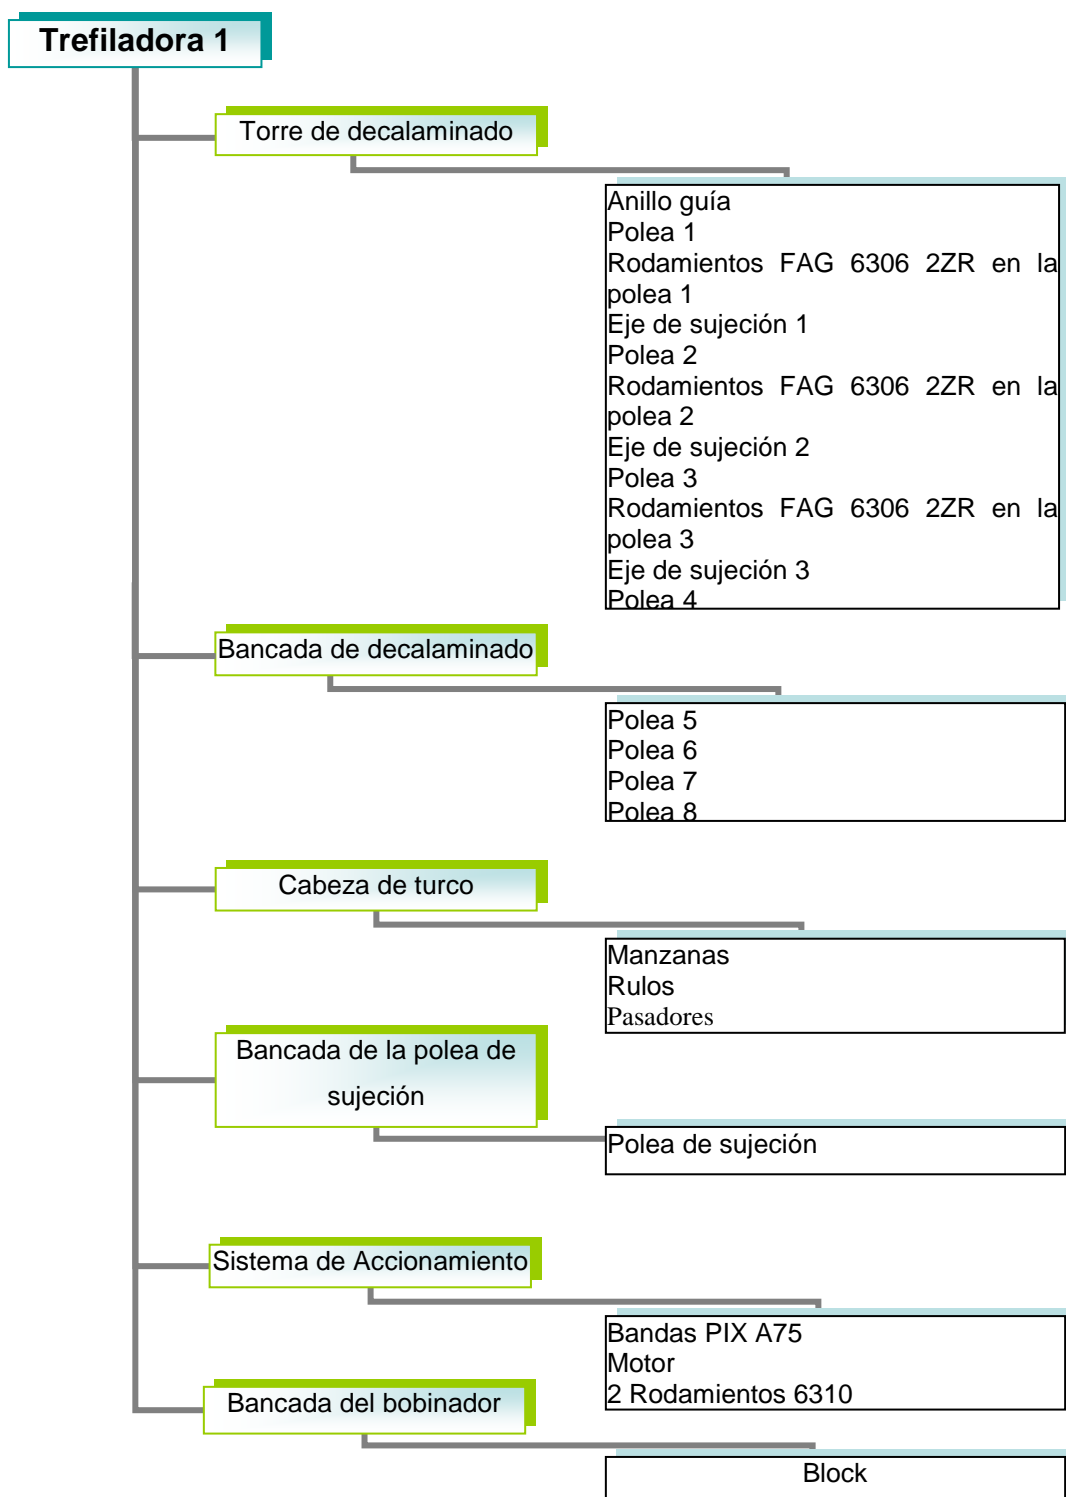 Trefiladora 1
Torre de decalaminado
Anillo guía
Polea 1
Rodamientos FAG 6306 2ZR en la
polea 1
Eje de sujeción 1
Polea 2
Rodamientos FAG 6306 2ZR en la
polea 2
Eje de sujeción 2
Polea 3
Rodamientos FAG 6306 2ZR en la
polea 3
Eje de sujeción 3
Polea 4
Bancada de decalaminado
Polea 5
Polea 6
Polea 7
Polea 8
Cabeza de turco
Manzanas
Rulos
Pasadores
Bancada de la polea de
sujeción
Polea de sujeción
Sistema de Accionamiento
Bandas PIX A75
Motor
2 Rodamientos 6310
Bancada del bobinador
Block